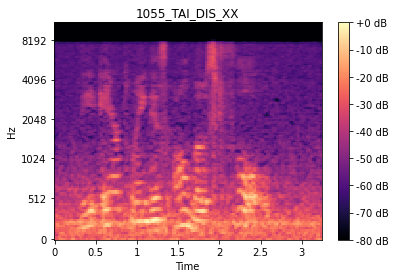 1055_TAI_DIS_XX
+0 dB
8192
-10 dB
4096
-20 dB
-30 dB
2048
Hz
-40 dB
1024
-50 dB
512
-60 dB
-70 dB
0
-80 dB
0 0.5 1 1.5 2 2.5 3
Time